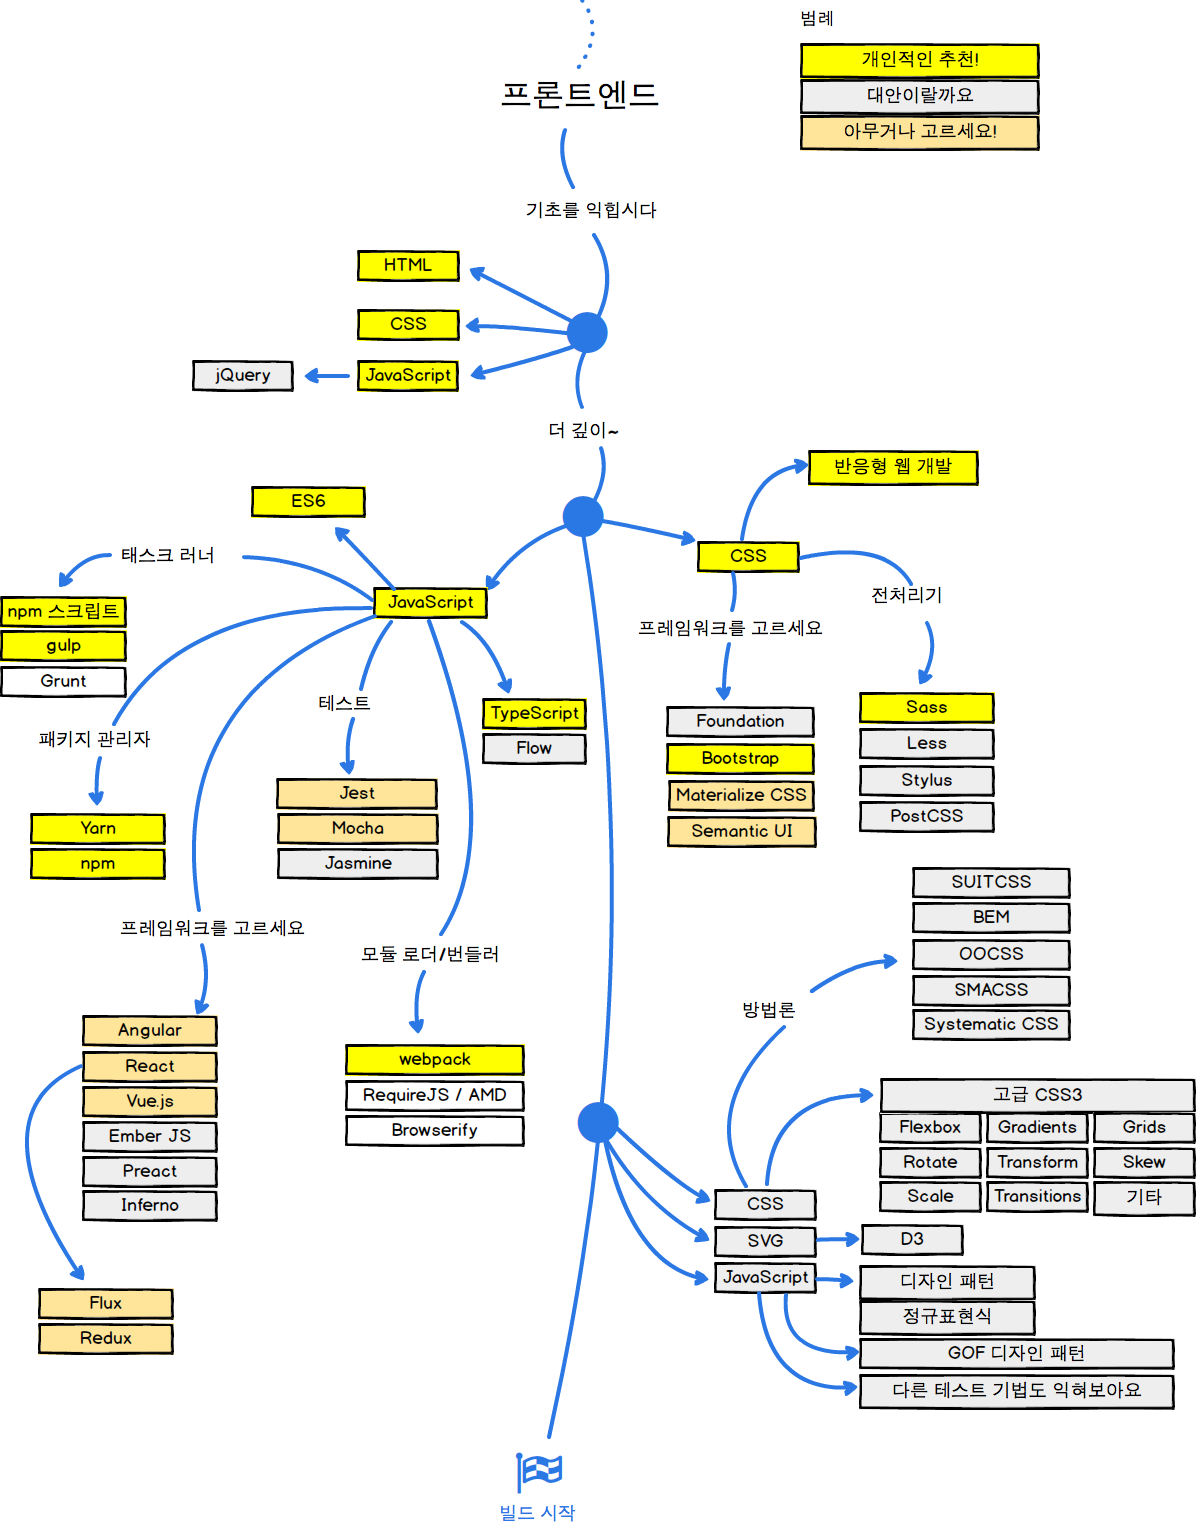 범례
개인적인 추천!
대안이랄까요
아무거나 고르세요!
프론트엔드
기초를 익힙시다
HTML
CSS
JavaScript
jQuery
더 깊이~
반응형 웹 개발
ES6
CSS
태스크 러너
전처리기
JavaScript
npm 스크립트
gulp
Grunt
프레임워크를 고르세요
테스트
TypeScript
Flow
Foundation
Bootstrap
Materialize CSS
Semantic UI
Sass
Less
Stylus
PostCSS
패키지 관리자
Yarn
npm
Jest
Mocha
Jasmine
프레임워크를 고르세요
모듈 로더/번들러
SUITCSS
BEM
OOCSS
SMACSS
Systematic CSS
방법론
Angular
React
Vue.js
Ember JS
Preact
Inferno
webpack
RequireJS / AMD
Browserify
고급 CSS3
Flexbox Gradients Grids
Rotate Transform Skew
Scale Transitions 기타
CSS
SVG
JavaScript
D3
디자인 패턴
정규표현식
GOF 디자인 패턴
다른 테스트 기법도 익혀보아요
Flux
Redux
빌드 시작